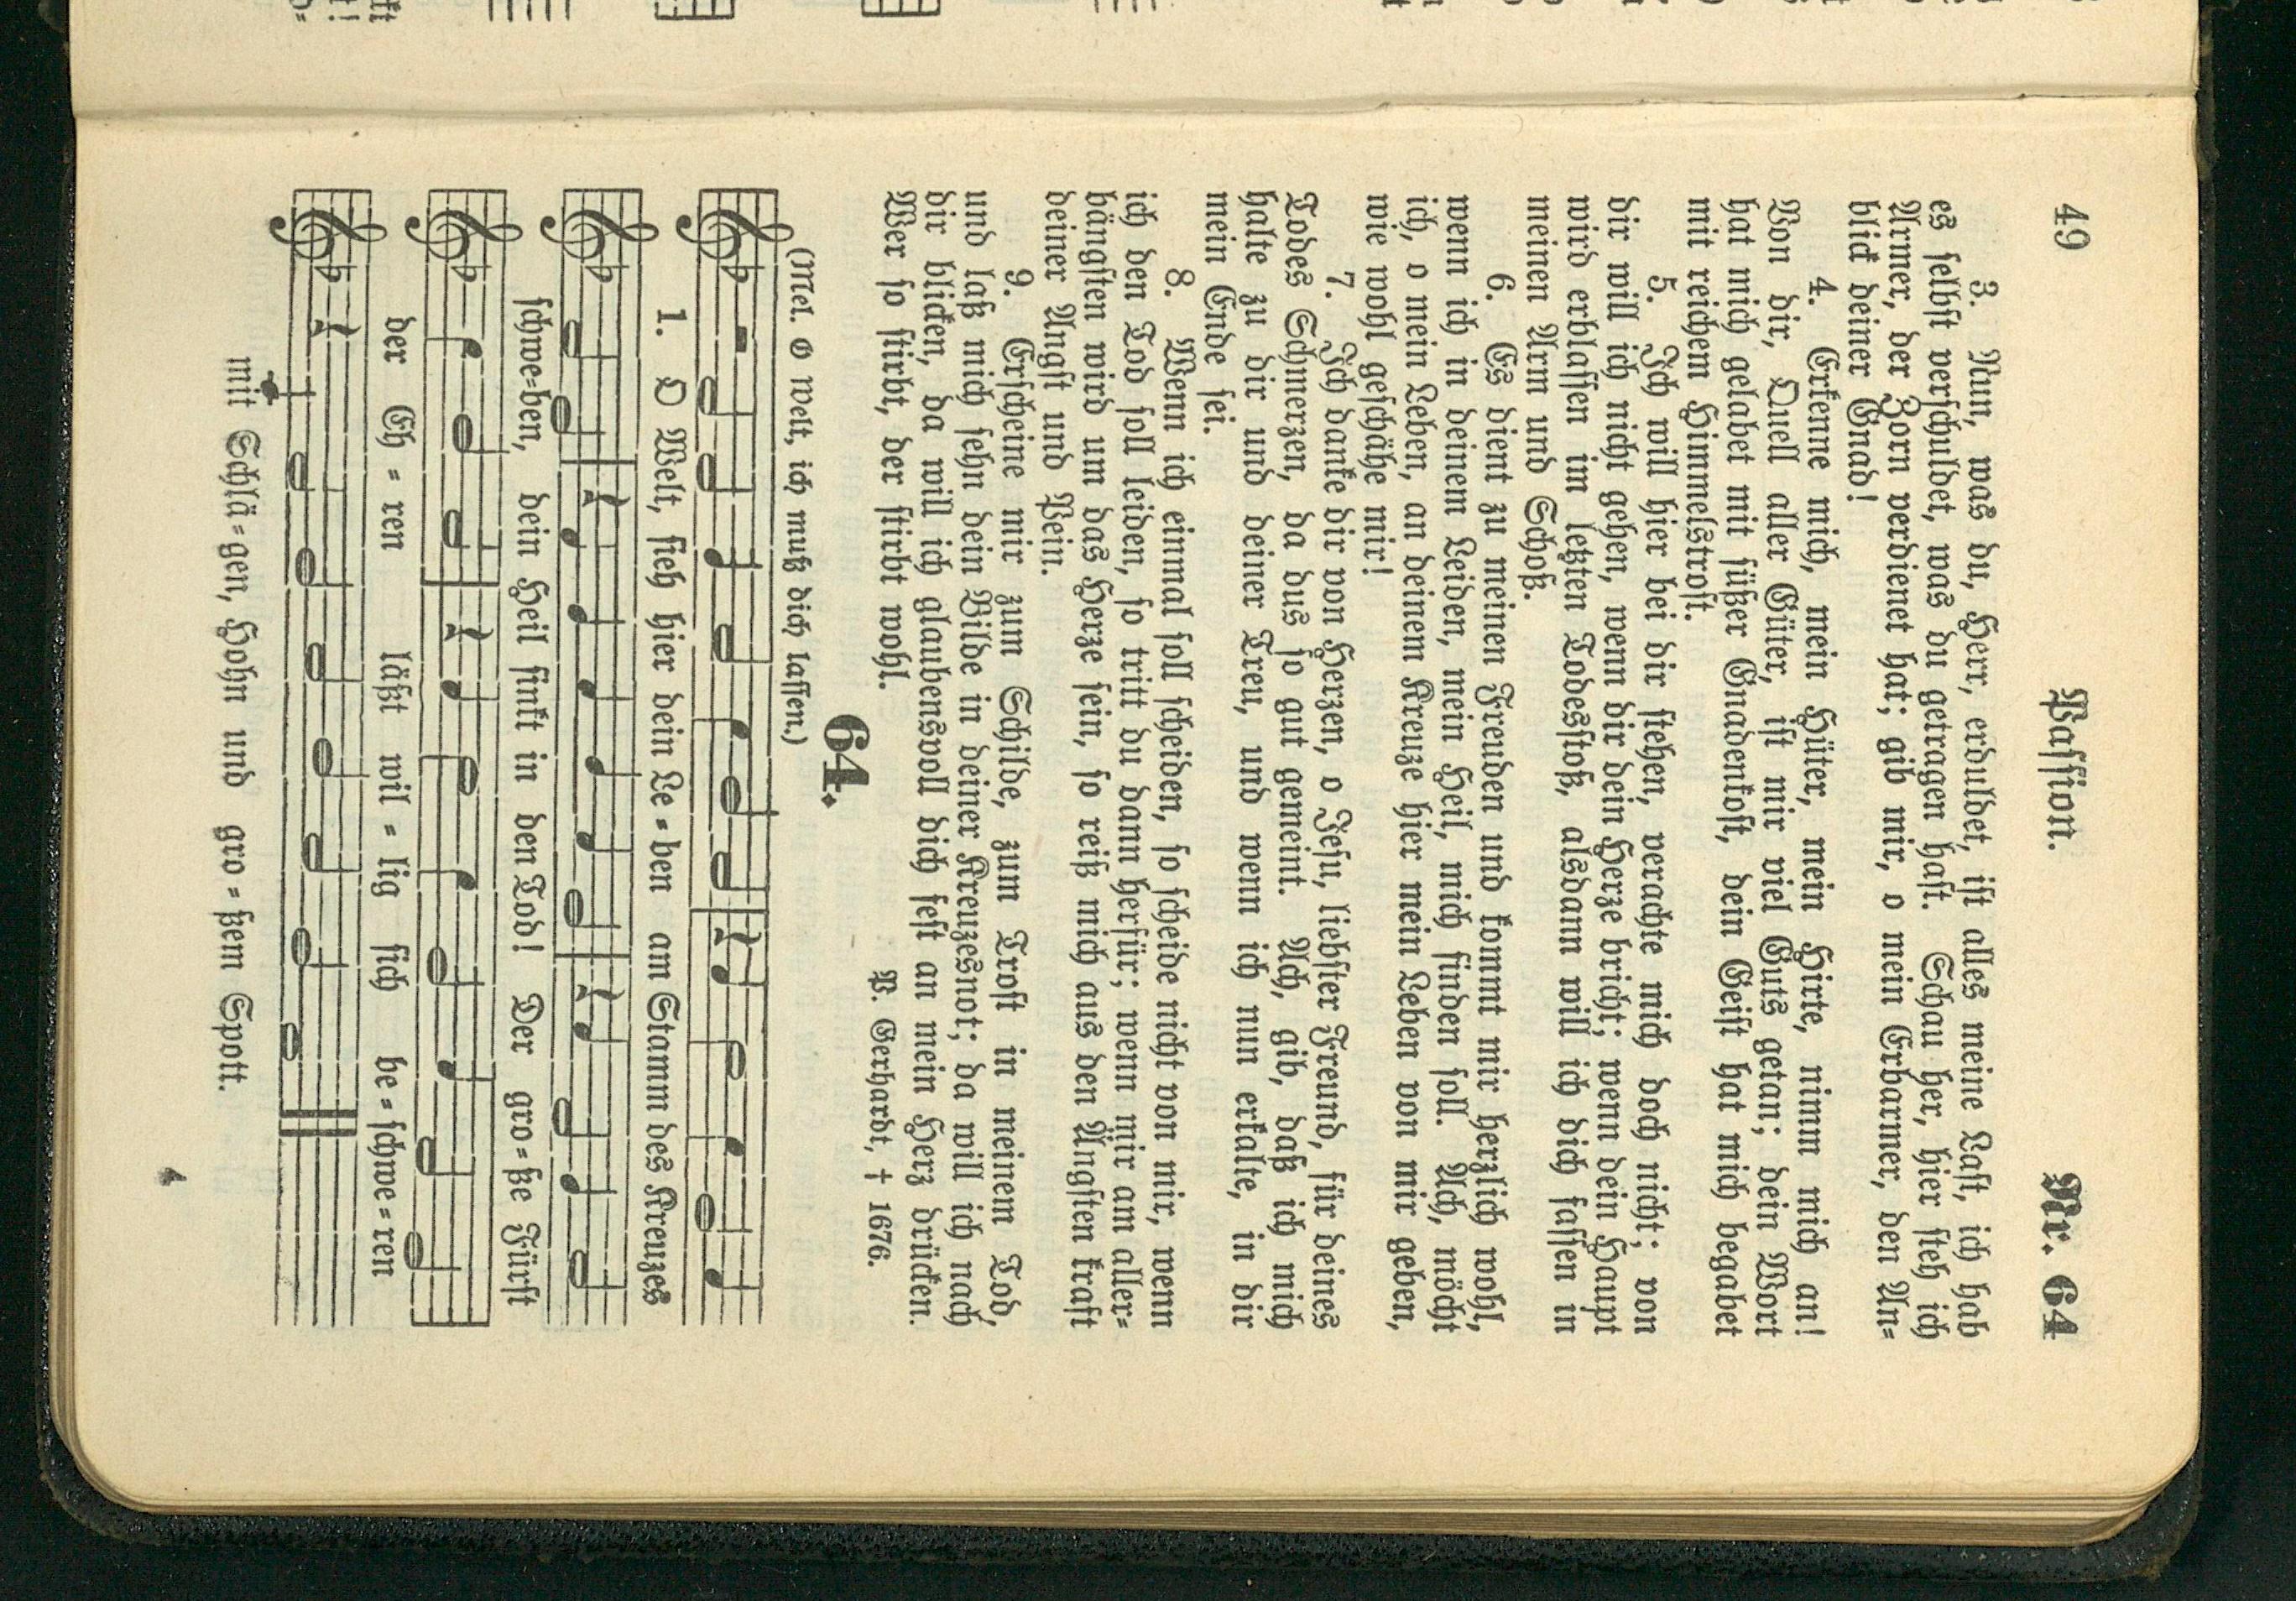 49 Passion. Nr. 64
3. Nun, was du, Herr, erduldet, ist alles meine Last, ich hab
es selbst verschuldet, was du getragen hast. Schau her, hier steh ich
Armer, der Zorn verdienet hat; gib mir, o mein Erbarmer, den An-
blick deiner Gnad!
4. Erkenne mich, mein Hüter, mein Hirte, nimm mich an!
Von dir, Quell aller Güter, ist mir viel Guts getan; dein Wort
hat mich gelabet mit süßer Gnadenkost, dein Geist hat mich begabet
mit reichem Himmelstrost.
5. Ich will hier bei dir stehen, verachte mich doch nicht; von
dir will ich nicht gehen, wenn dir dein Herze bricht; wenn dein Haupt
wird erblassen im letzten Todesstoß, alsdann will ich dich fassen in
meinen Arm und Schoß.
6. Es dient zu meinen Freuden und kommt mir herzlich wohl,
wenn ich in deinem Leiden, mein Heil, mich finden soll. Ach, möcht
ich, o mein Leben, an deinem Kreuze hier mein Leben von mir geben,
wie wohl geschähe mir!
7. Ich danke dir von Herzen, o Jesu, liebster Freund, für deines
Todes Schmerzen, da dus so gut gemeint. Ach, gib, daß ich mich
halte zu dir und deiner Treu, und wenn ich nun erkalte, in dir
mein Ende sei.
8. Wenn ich einmal soll scheiden, so scheide nicht von mir, wenn
ich den Tod soll leiden, so tritt du dann herfür; wenn mir am aller-
bängsten wird um das Herze sein, so reiß mich aus den Ängsten kraft
deiner Angst und Pein.
9. Erscheine mir zum Schilde, zum Trost in meinem Tod,
und laß mich sehn dein Bilde in deiner Kreuzesnot; da will ich nach
dir blicken, da will ich glaubensvoll dich fest an mein Herz drücken.
Wer so stirbt, der stirbt wohl.
P. Gerhardt, † 1676.
64.
(Mel. O Welt, ich muß dich lassen.)
1. O Welt, sieh hier dein Le-ben am Stamm des Kreuzes
schwe-ben, dein Heil sinkt in den Tod! Der gro-ße Fürst
der Eh-ren läßt wil-lig sich be-schwe-ren
mit Schlä-gen, Hohn und gro-ßem Spott.
4